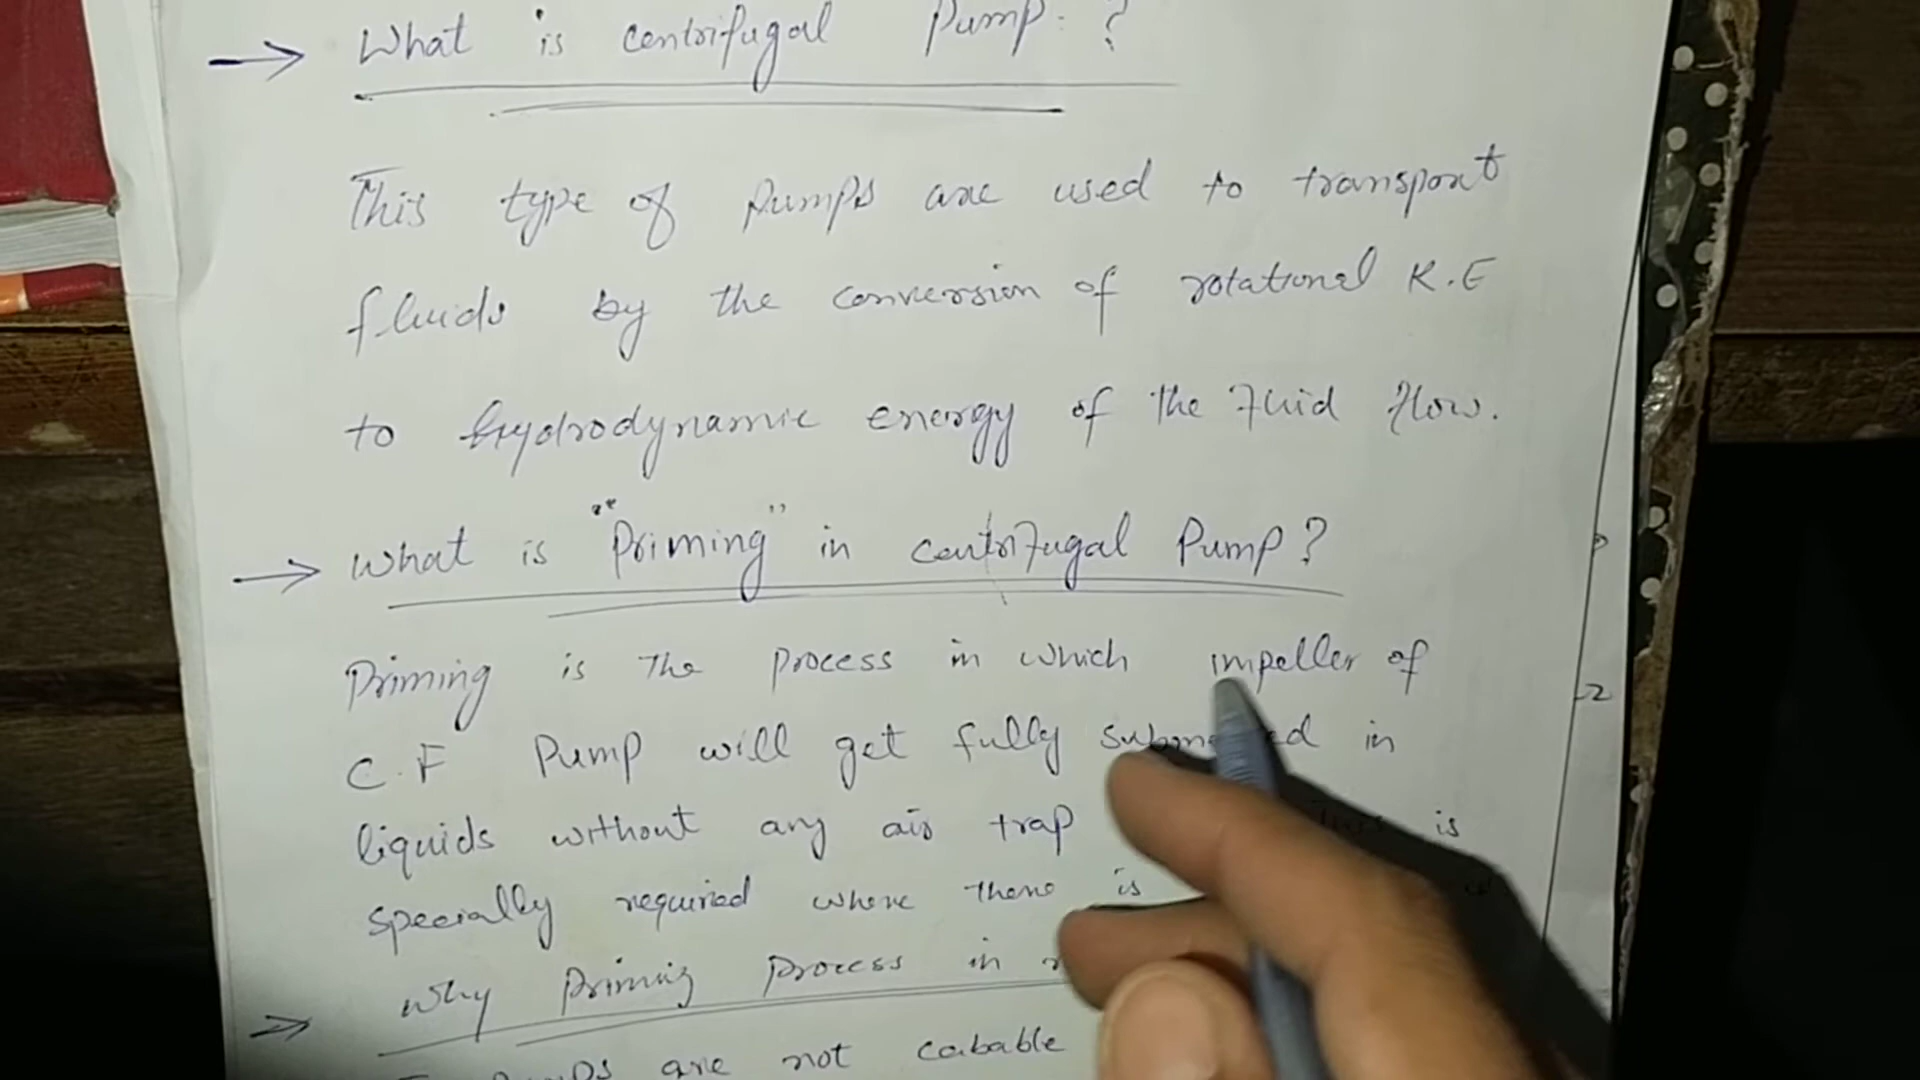 What is centrifugal Pump. ?
This type of Pumps are used to transport
fluids by the conversion of rotational K.E
to hydrodynamic energy of the fluid flow.
What is "Priming" in centrifugal Pump?
Priming is the process in which impeller of
C.F Pump will get fully in
liquids without any air trap is
specially required where there is
Why Priming Process in
are not cabable
2